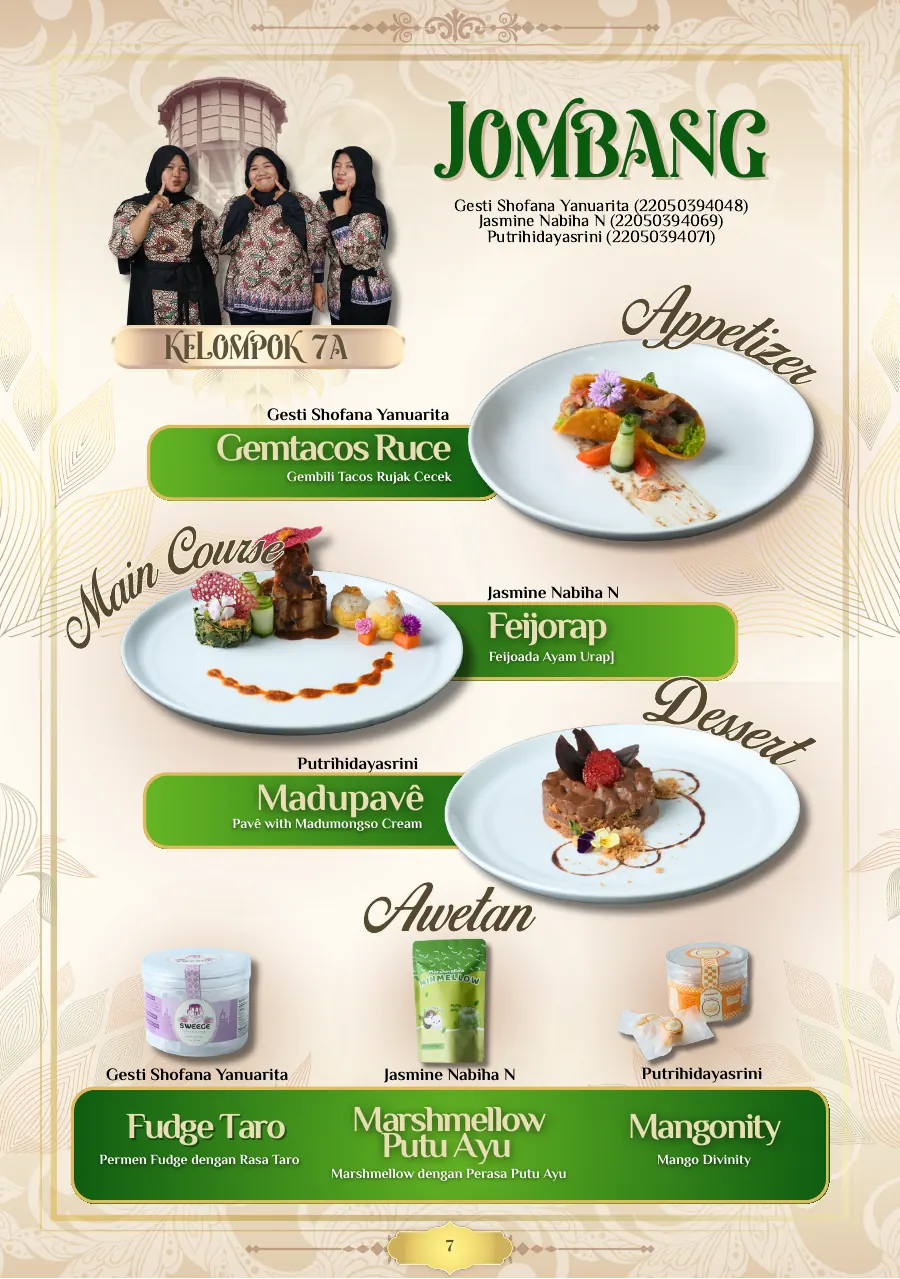 JOMBANG
Gesti Shofana Yanuarita (22050394048)
Jasmine Nabiha N (22050394069)
Putrihidayasrini (22050394071)
KELOMPOK 7A
Appetizer
Gesti Shofana Yanuarita
Gemtacos Ruce
Gembili Tacos Rujak Cecek
Main Course
Jasmine Nabiha N
Feijorap
Feijoada Ayam Urap]
Dessert
Putrihidayasrini
Madupavê
Pavê with Madumongso Cream
Awetan
SWEEGE
Gesti Shofana Yanuarita
Jasmine Nabiha N
Putrihidayasrini
Fudge Taro
Permen Fudge dengan Rasa Taro
Marshmellow
Putu Ayu
Marshmellow dengan Perasa Putu Ayu
Mangonity
Mango Divinity
7